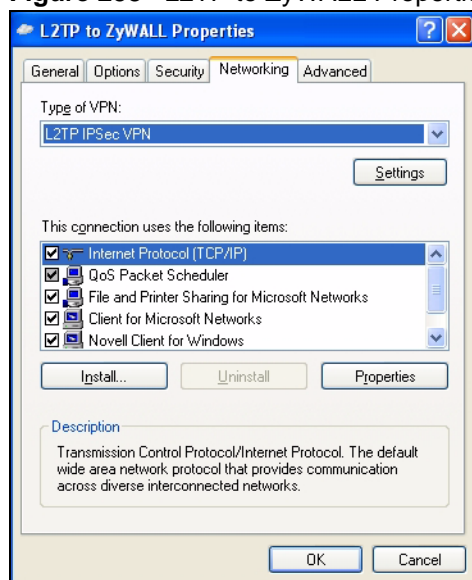 L2TP to ZyWALL Properties
General Options Security Networking Advanced
Type of VPN:
L2TP IPSec VPN
Settings
This connection uses the following items:
Internet Protocol (TCP/IP)
QoS Packet Scheduler
File and Printer Sharing for Microsoft Networks
Client for Microsoft Networks
Novell Client for Windows
Install... Uninstall Properties
Description
Transmission Control Protocol/Internet Protocol. The default
wide area network protocol that provides communication
across diverse interconnected networks.
OK Cancel